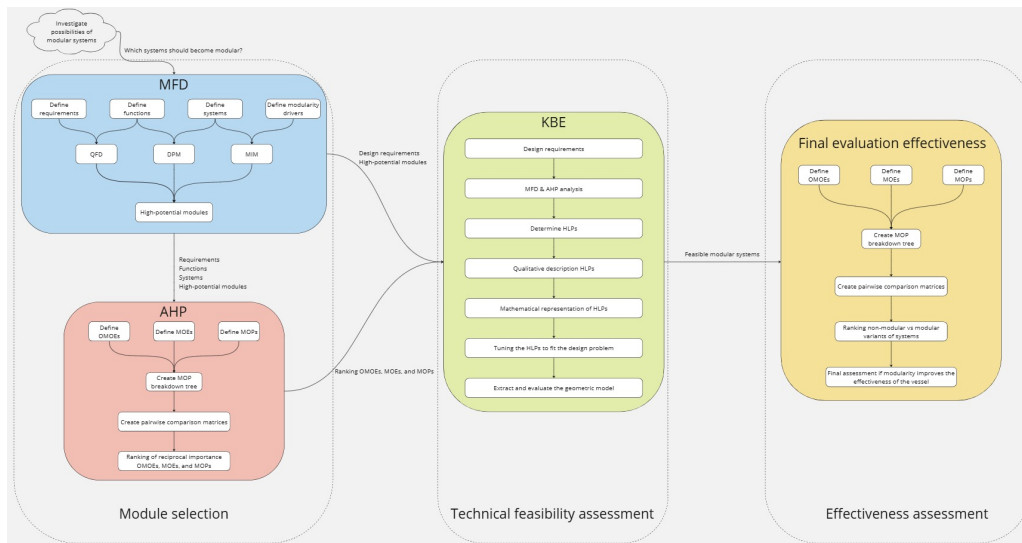 Investigate
possibilities of
modular systems
Which systems should become modular?
MFD
Define
requirements
Define
functions
Define
systems
Define modularity
drivers
QFD
DPM
MIM
High-potential modules
Requirements
Functions
Systems
High-potential modules
AHP
Define
OMOEs
Define MOEs
Define MOPs
Create MOP
breakdown tree
Create pairwise comparison matrices
Ranking of reciprocal importance
OMOEs, MOEs, and MOPs
Module selection
Design requirements
High-potential modules
Ranking OMOEs, MOEs, and MOPs
KBE
Design requirements
MFD & AHP analysis
Determine HLPs
Qualitative description HLPs
Mathematical representation of HLPs
Tuning the HLPs to fit the design problem
Extract and evaluate the geometric model
Technical feasibility assessment
Feasible modular systems
Final evaluation effectiveness
Define
OMOEs
Define
MOEs
Define
MOPs
Create MOP
breakdown tree
Create pairwise comparison matrices
Ranking non-modular vs modular
variants of systems
Final assessment if modularity improves the
effectiveness of the vessel
Effectiveness assessment